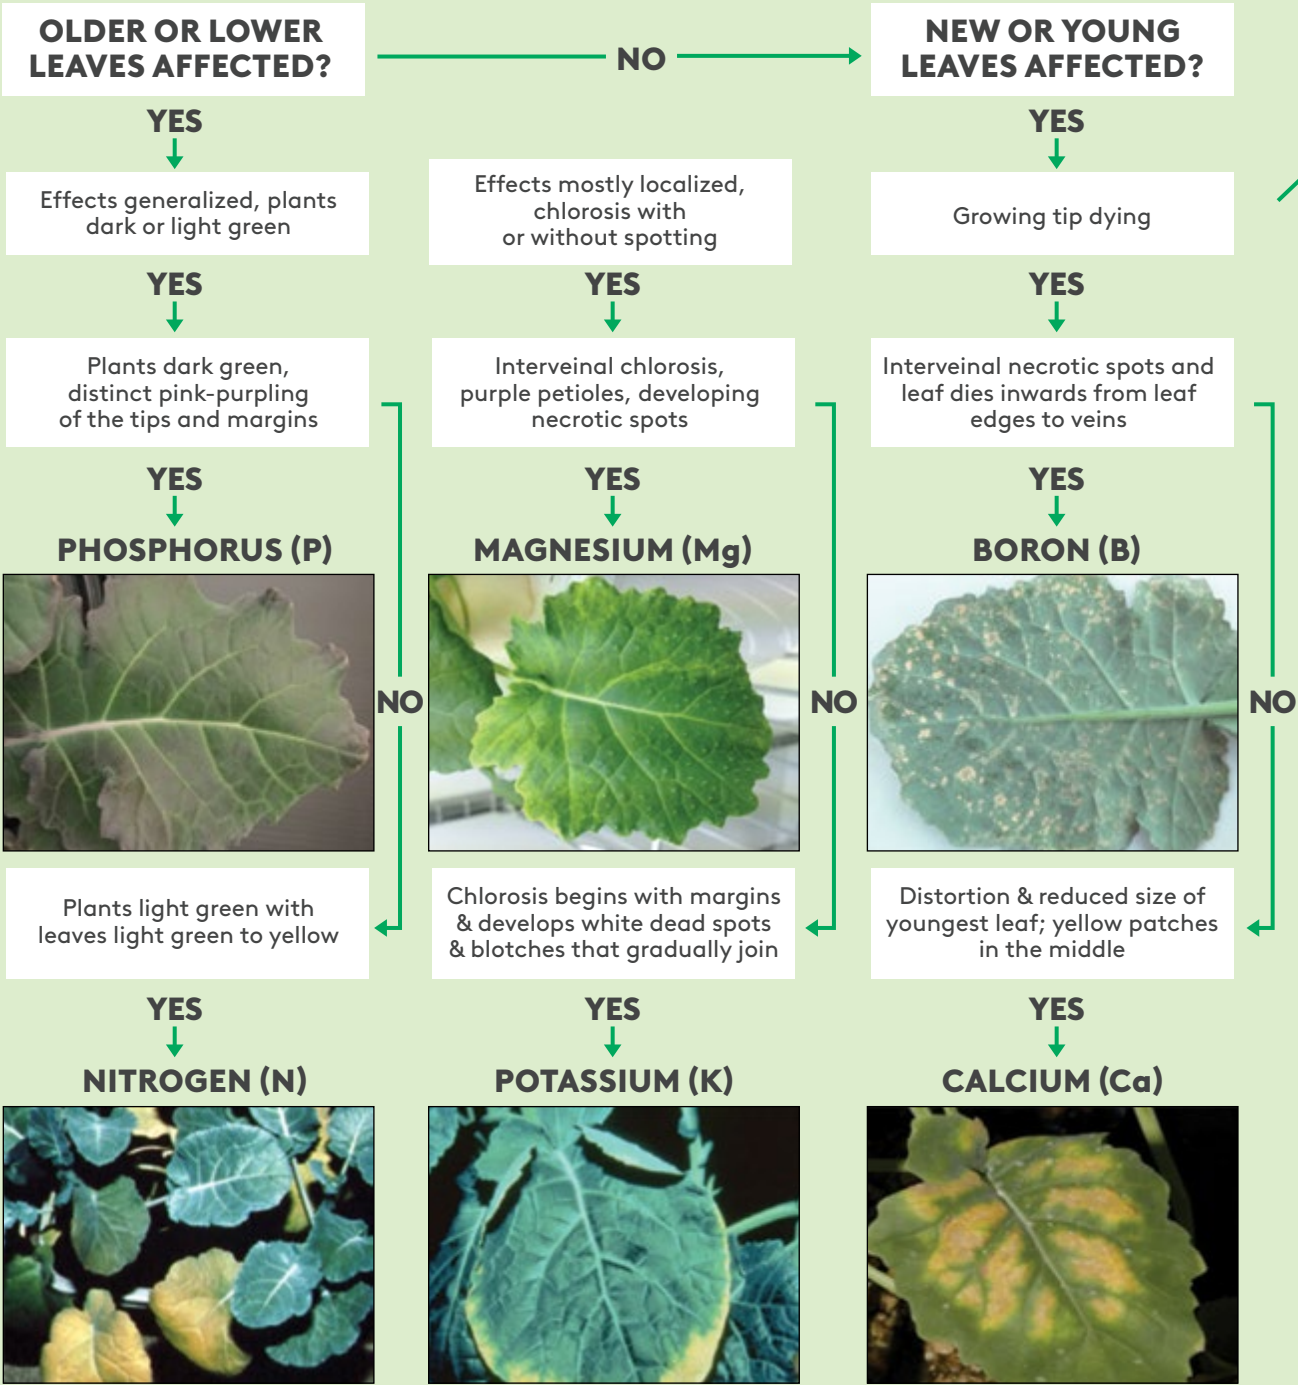 OLDER OR LOWER
LEAVES AFFECTED?
NO
NEW OR YOUNG
LEAVES AFFECTED?
YES
YES
Effects generalized, plants
dark or light green
Effects mostly localized,
chlorosis with
or without spotting
Growing tip dying
YES
YES
YES
Plants dark green,
distinct pink-purpling
of the tips and margins
Interveinal chlorosis,
purple petioles, developing
necrotic spots
Interveinal necrotic spots and
leaf dies inwards from leaf
edges to veins
YES
YES
YES
PHOSPHORUS (P)
MAGNESIUM (Mg)
BORON (B)
NO
NO
NO
Plants light green with
leaves light green to yellow
Chlorosis begins with margins
& develops white dead spots
& blotches that gradually join
Distortion & reduced size of
youngest leaf; yellow patches
in the middle
YES
YES
YES
NITROGEN (N)
POTASSIUM (K)
CALCIUM (Ca)